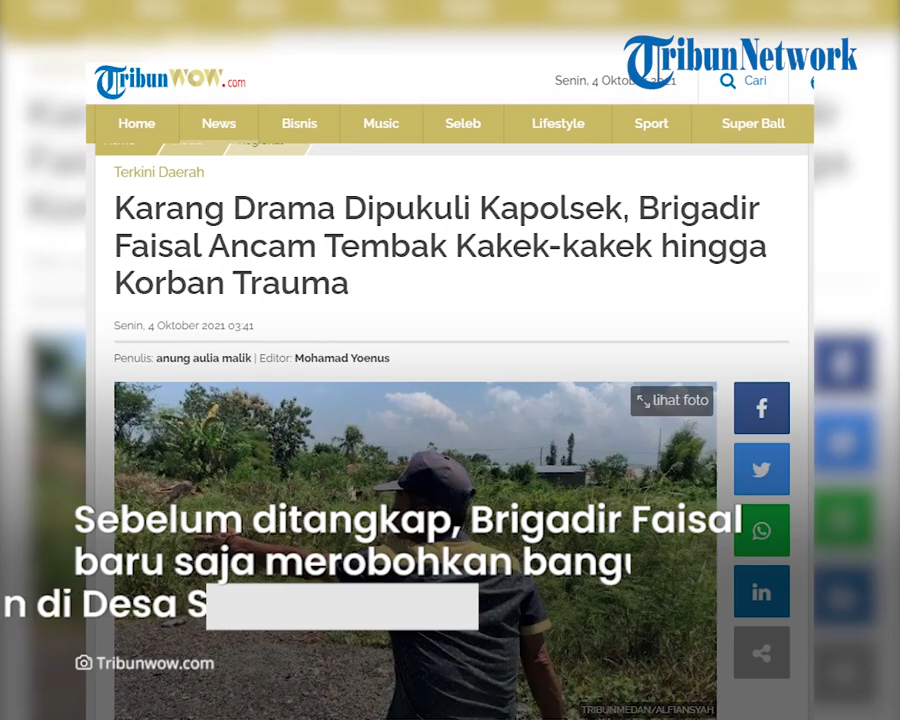 TribunNetwork
TribunWOW.com
Senin, 4 Oktober 2021
Cari
Home News Bisnis Music Seleb Lifestyle Sport Super Ball
Terkini Daerah
Karang Drama Dipukuli Kapolsek, Brigadir
Faisal Ancam Tembak Kakek-kakek hingga
Korban Trauma
Senin, 4 Oktober 2021 03:41
Penulis: anung aulia malik | Editor: Mohamad Yoenus
lihat foto
Sebelum ditangkap, Brigadir Faisal
baru saja merobohkan bangu
n di Desa S
Tribunwow.com
TRIBUNMEDAN/ALFIANSYAH